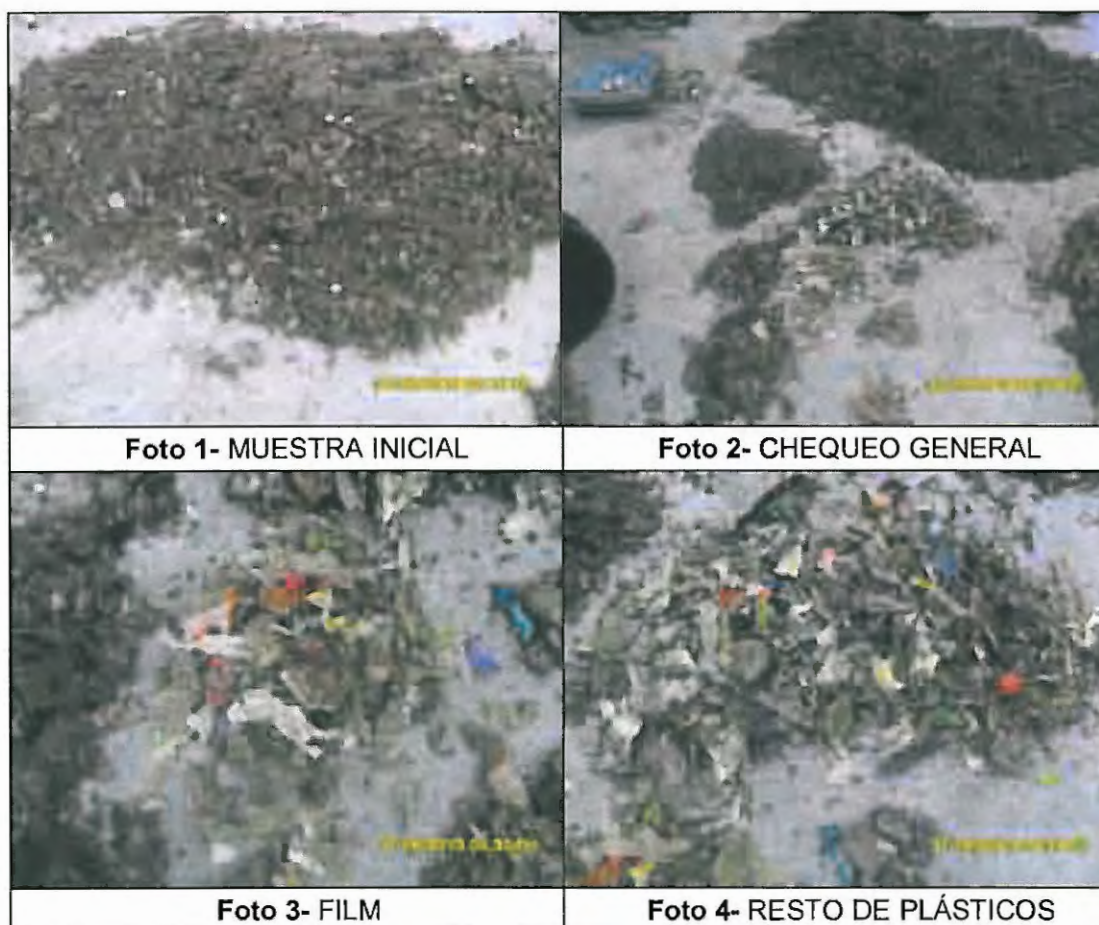 Foto 1- MUESTRA INICIAL
Foto 2- CHEQUEO GENERAL
Foto 3- FILM
Foto 4- RESTO DE PLÁSTICOS